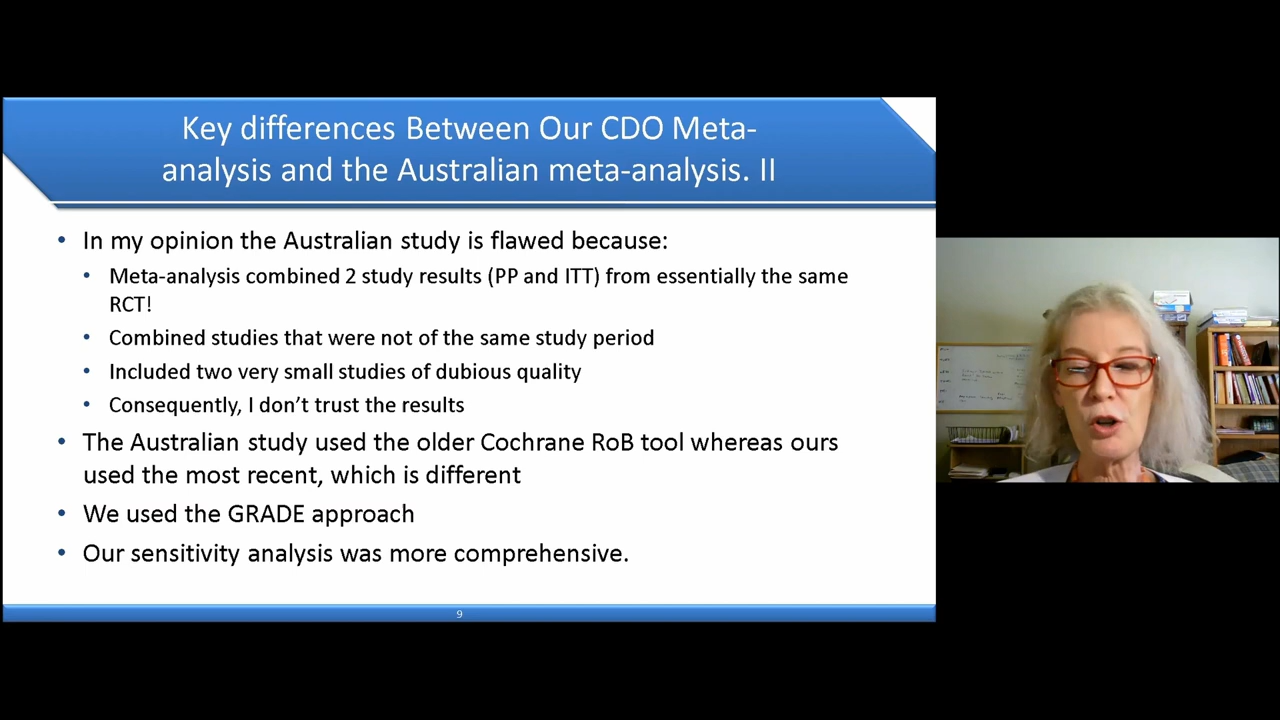 Key differences Between Our CDO Meta-
analysis and the Australian meta-analysis. II
• In my opinion the Australian study is flawed because:
• Meta-analysis combined 2 study results (PP and ITT) from essentially the same
RCT!
• Combined studies that were not of the same study period
• Included two very small studies of dubious quality
• Consequently, I don’t trust the results
• The Australian study used the older Cochrane RoB tool whereas ours
used the most recent, which is different
• We used the GRADE approach
• Our sensitivity analysis was more comprehensive.
9